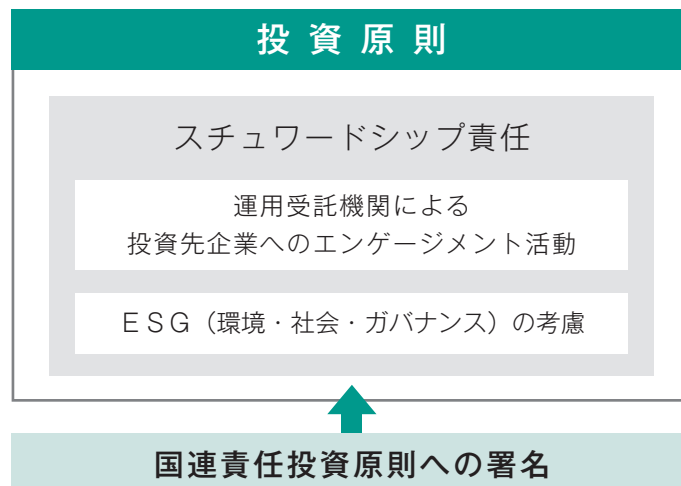 投資原則
スチュワードシップ責任
運用受託機関による
投資先企業へのエンゲージメント活動
ＥＳＧ（環境・社会・ガバナンス）の考慮
国連責任投資原則への署名